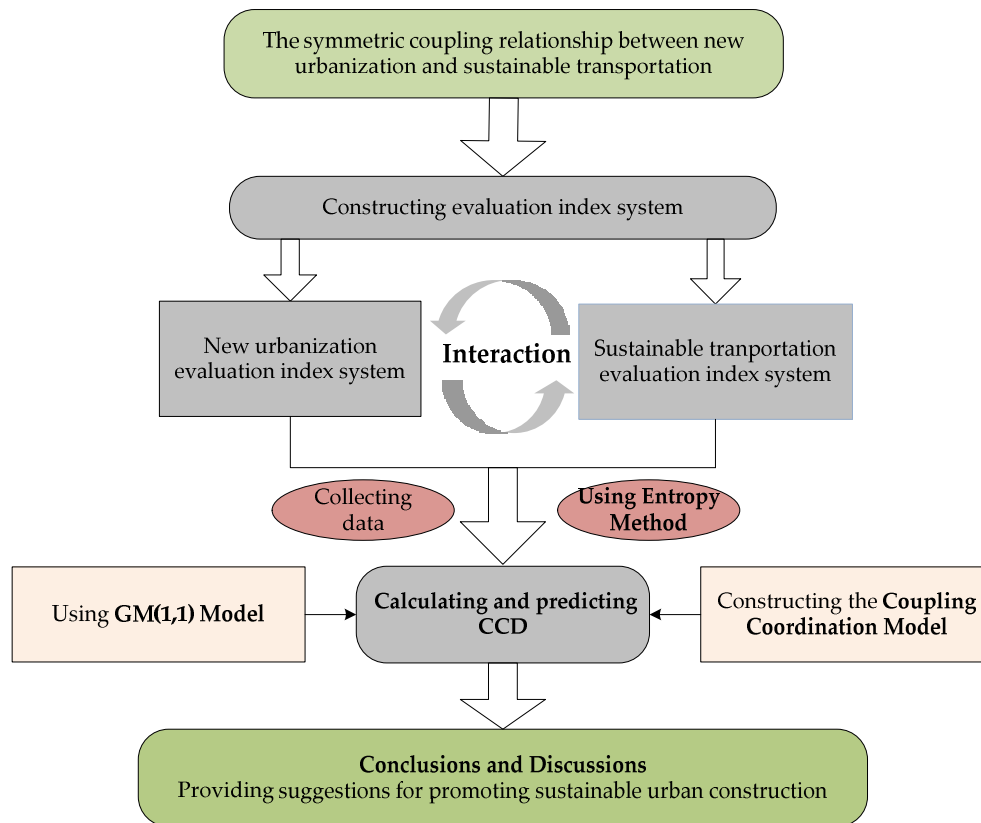 The symmetric coupling relationship between new
urbanization and sustainable transportation
Constructing evaluation index system
New urbanization
evaluation index system
Interaction
Sustainable tranportation
evaluation index system
Collecting
data
Using Entropy
Method
Using GM(1,1) Model
Calculating and predicting
CCD
Constructing the Coupling
Coordination Model
Conclusions and Discussions
Providing suggestions for promoting sustainable urban construction